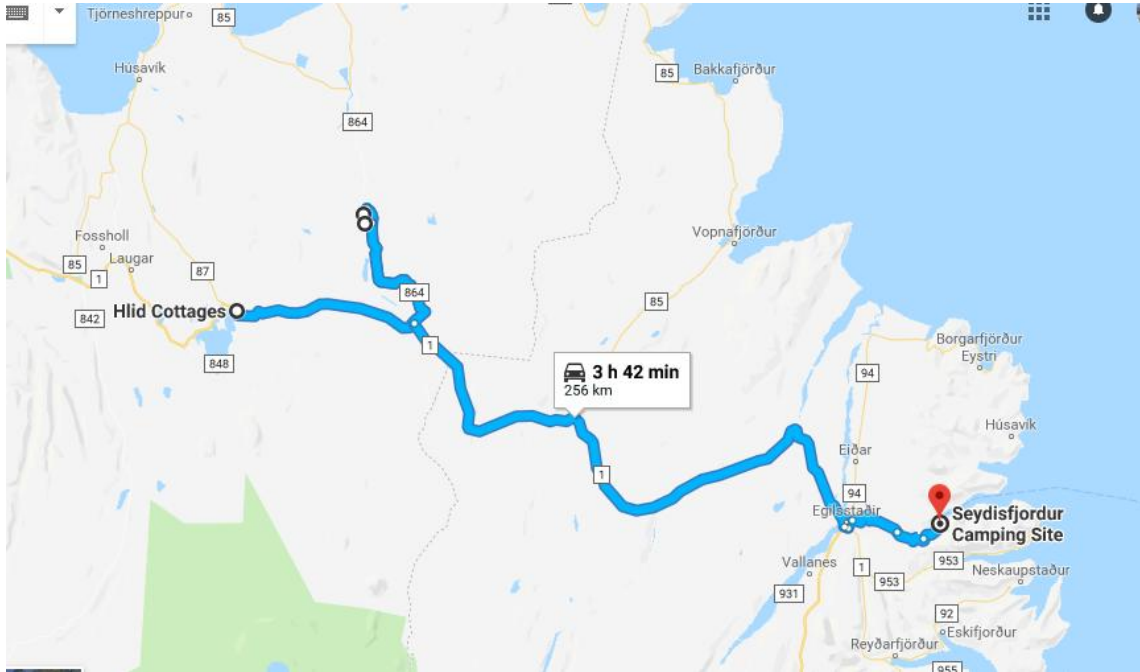 Tjörneshreppur
85
Húsavík
85
Bakkafjörður
864
Fossholl
Laugar
85
1
87
Vopnafjörður
864
85
842
Hlid Cottages
1
848
3 h 42 min
256 km
Borgarfjörður
Eystri
94
Húsavík
1
Eiðar
94
Egilsstaðir
Seydisfjordur
Camping Site
Vallanes
1
953
953
Neskaupstaður
931
92
Eskifjorður
Reyðarfjörður
955